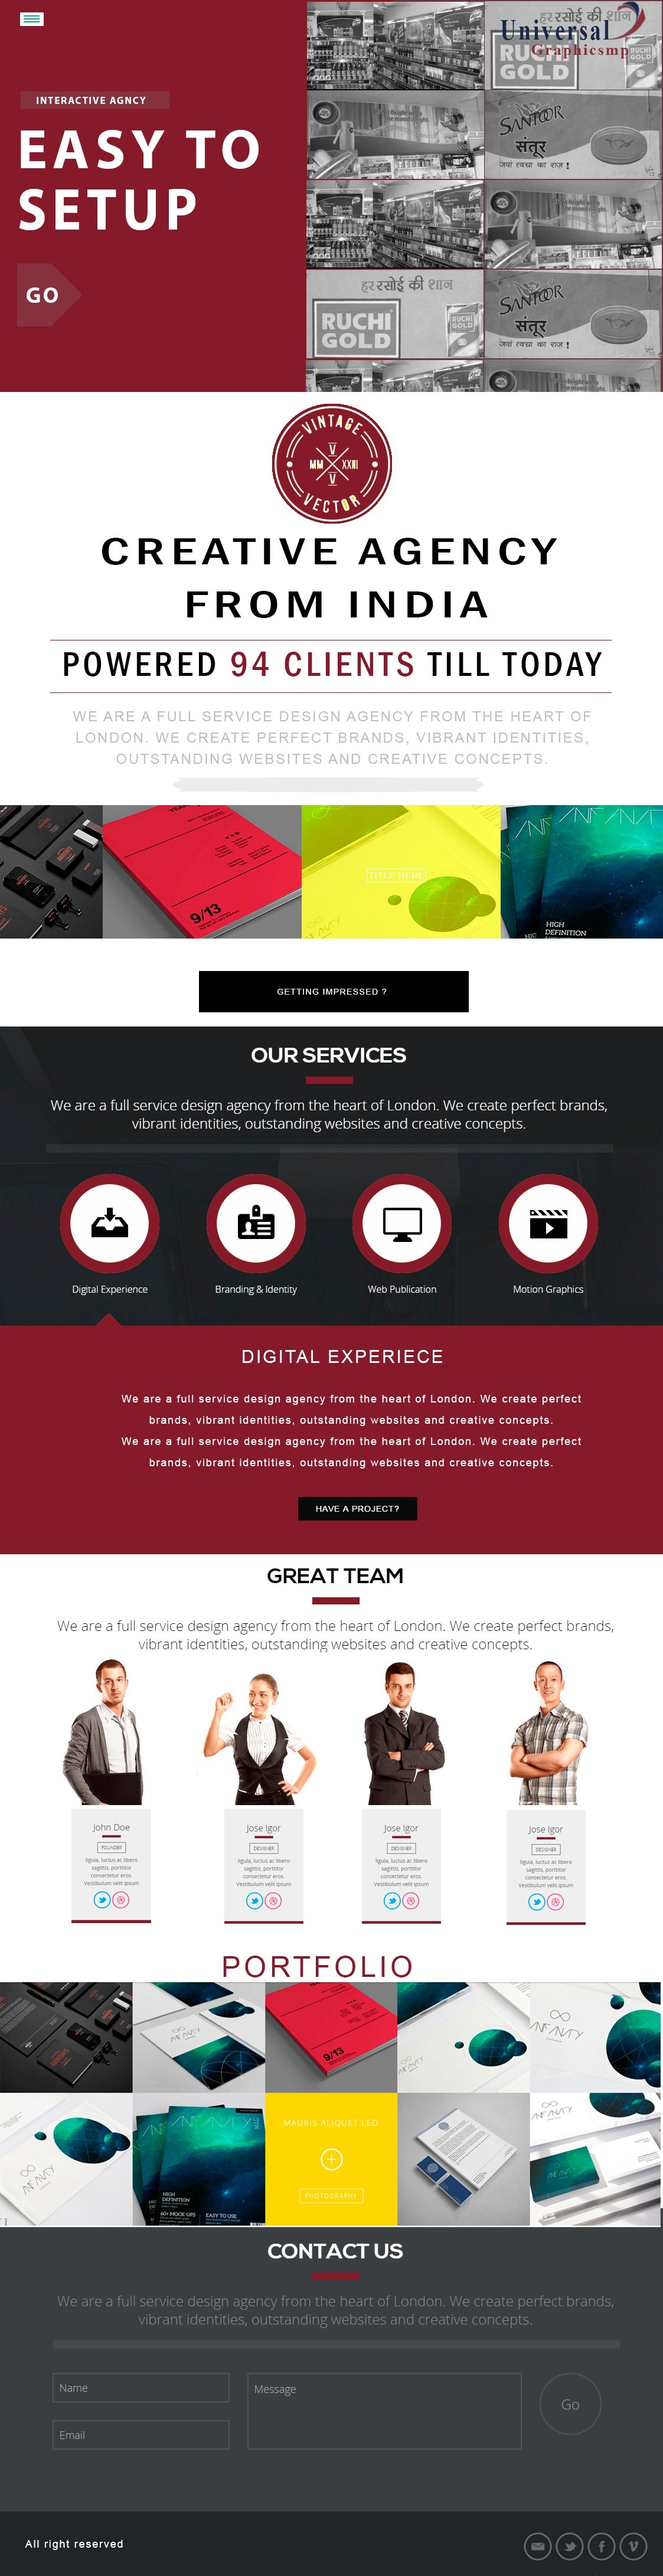 Universal
Graphicsmp
हर रसोई की शान
RUCHI
GOLD
INTERACTIVE AGNCY
EASY TO
SETUP
GO
SANTOOR
संतूर
जवां त्वचा का राज़ !
हर रसोई की शान
RUCHI
GOLD
SANTOOR
संतूर
जवां त्वचा का राज़ !
VINTAGE
V
MM XXIII
V
VECTOR
CREATIVE AGENCY
FROM INDIA
POWERED 94 CLIENTS TILL TODAY
WE ARE A FULL SERVICE DESIGN AGENCY FROM THE HEART OF
LONDON. WE CREATE PERFECT BRANDS, VIBRANT IDENTITIES,
OUTSTANDING WEBSITES AND CREATIVE CONCEPTS.
9/13
TITLE HERE
HIGH
DEFINITION
GETTING IMPRESSED ?
OUR SERVICES
We are a full service design agency from the heart of London. We create perfect brands,
vibrant identities, outstanding websites and creative concepts.
Digital Experience
Branding & Identity
Web Publication
Motion Graphics
DIGITAL EXPERIECE
We are a full service design agency from the heart of London. We create perfect
brands, vibrant identities, outstanding websites and creative concepts.
We are a full service design agency from the heart of London. We create perfect
brands, vibrant identities, outstanding websites and creative concepts.
HAVE A PROJECT?
GREAT TEAM
We are a full service design agency from the heart of London. We create perfect brands,
vibrant identities, outstanding websites and creative concepts.
John Doe
FOUNDER
ligula, luctus ac libero
sagittis, porttitor
consectetur eros.
Vestibulum velit ipsum
Jose Igor
DESIGNER
ligula, luctus ac libero
sagittis, porttitor
consectetur eros.
Vestibulum velit ipsum
Jose Igor
DESIGNER
ligula, luctus ac libero
sagittis, porttitor
consectetur eros.
Vestibulum velit ipsum
Jose Igor
DESIGNER
ligula, luctus ac libero
sagittis, porttitor
consectetur eros.
Vestibulum velit ipsum
PORTFOLIO
9/13
HIGH
DEFINITION
60+ MOCK-UPS
EASY TO USE
MAURIS ALIQUET LEO
PHOTOGRAPHY
CONTACT US
We are a full service design agency from the heart of London. We create perfect brands,
vibrant identities, outstanding websites and creative concepts.
Name
Message
Go
Email
All right reserved